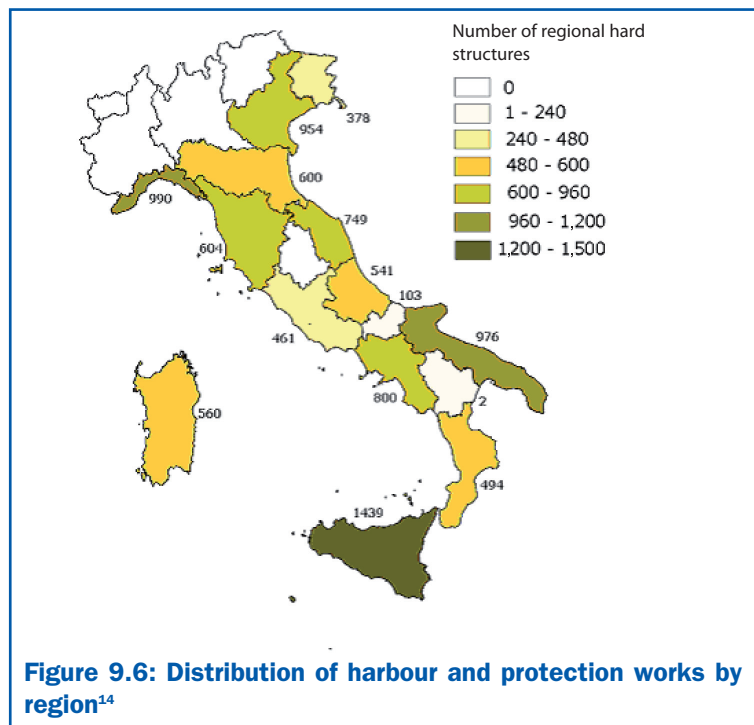 Number of regional hard
structures
0
1 - 240
240 - 480
480 - 600
600 - 960
960 - 1,200
1,200 - 1,500
378
954
600
990
749
604
541
103
976
461
800
2
560
494
1439
Figure 9.6: Distribution of harbour and protection works by
region14